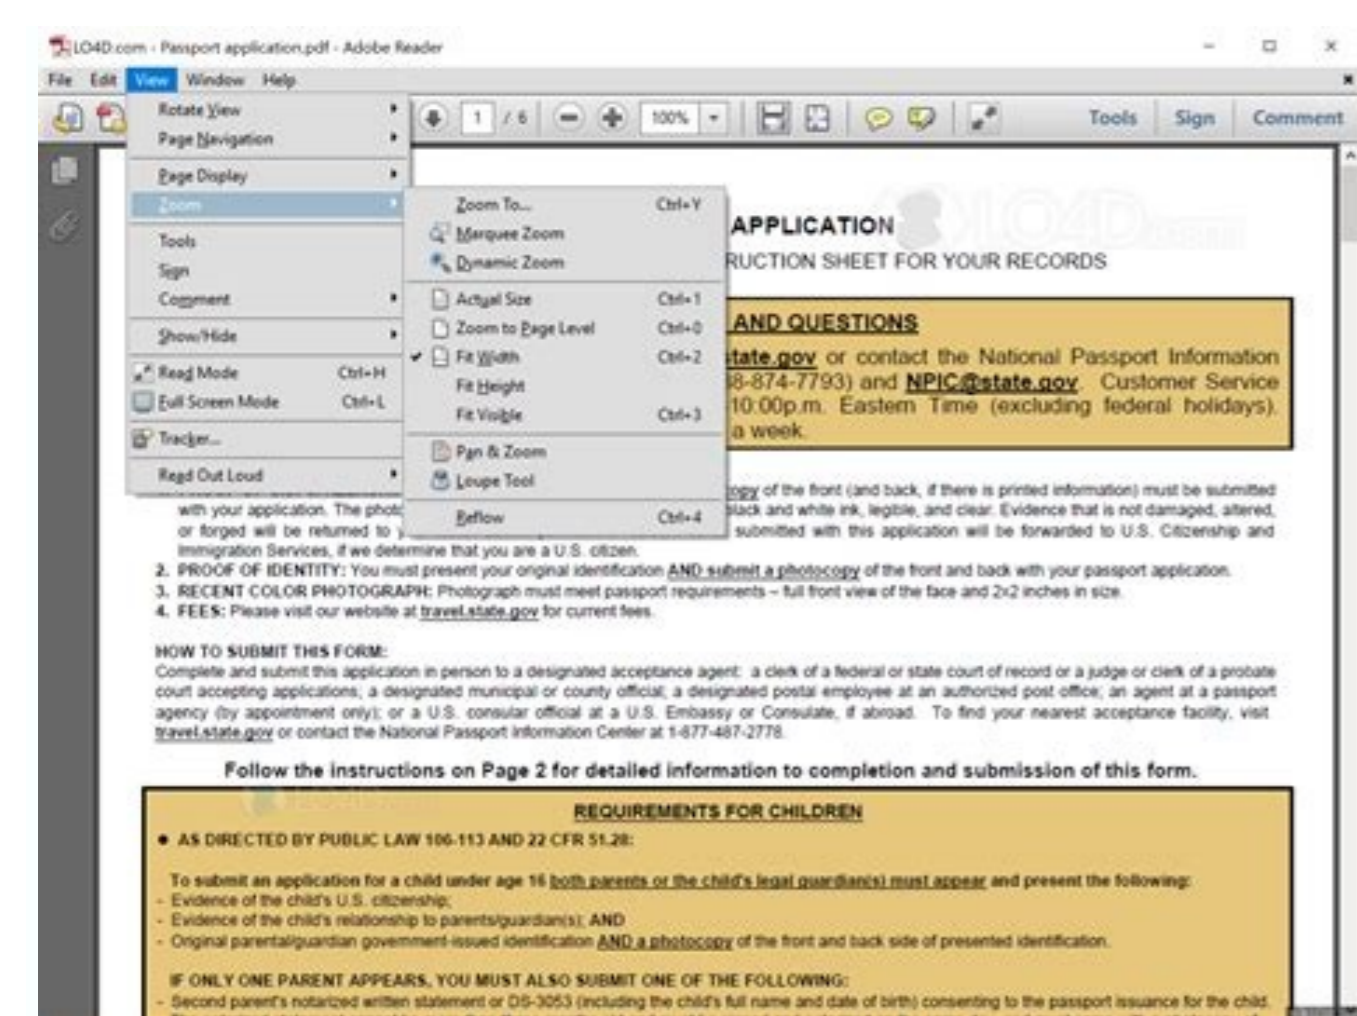 LO4D.com - Passport application.pdf - Adobe Reader
File Edit View Window Help
1 / 6 100% Tools Sign Comment
Rotate View
Page Navigation
Page Display
Zoom
Tools
Sign
Comment
Show/Hide
Read Mode Ctrl+H
Full Screen Mode Ctrl+L
Tracker...
Read Out Loud
Zoom To... Ctrl+Y
Marquee Zoom
Dynamic Zoom
Actual Size Ctrl+1
Zoom to Page Level Ctrl+0
Fit Width Ctrl+2
Fit Height
Fit Visible Ctrl+3
Pan & Zoom
Loupe Tool
Reflow Ctrl+4
LO4D
APPLICATION
RUCTION SHEET FOR YOUR RECORDS
AND QUESTIONS
state.gov or contact the National Passport Information
8-874-7793) and NPIC@state.gov. Customer Service
10:00p.m. Eastern Time (excluding federal holidays).
a week.
copy of the front (and back, if there is printed information) must be submitted
with your application. The photo black and white ink, legible, and clear. Evidence that is not damaged, altered,
or forged will be returned to y submitted with this application will be forwarded to U.S. Citizenship and
Immigration Services, if we determine that you are a U.S. citizen.
2. PROOF OF IDENTITY: You must present your original identification AND submit a photocopy of the front and back with your passport application.
3. RECENT COLOR PHOTOGRAPH: Photograph must meet passport requirements – full front view of the face and 2x2 inches in size.
4. FEES: Please visit our website at travel.state.gov for current fees.
HOW TO SUBMIT THIS FORM:
Complete and submit this application in person to a designated acceptance agent: a clerk of a federal or state court of record or a judge or clerk of a probate
court accepting applications; a designated municipal or county official; a designated postal employee at an authorized post office; an agent at a passport
agency (by appointment only); or a U.S. consular official at a U.S. Embassy or Consulate, if abroad. To find your nearest acceptance facility, visit
travel.state.gov or contact the National Passport Information Center at 1-877-487-2778.
Follow the instructions on Page 2 for detailed information to completion and submission of this form.
REQUIREMENTS FOR CHILDREN
● AS DIRECTED BY PUBLIC LAW 106-113 AND 22 CFR 51.28:
To submit an application for a child under age 16 both parents or the child's legal guardian(s) must appear and present the following:
- Evidence of the child's U.S. citizenship;
- Evidence of the child's relationship to parents/guardian(s); AND
- Original parental/guardian government-issued identification AND a photocopy of the front and back side of presented identification.
IF ONLY ONE PARENT APPEARS, YOU MUST ALSO SUBMIT ONE OF THE FOLLOWING:
- Second parent's notarized written statement or DS-3053 (including the child's full name and date of birth) consenting to the passport issuance for the child.